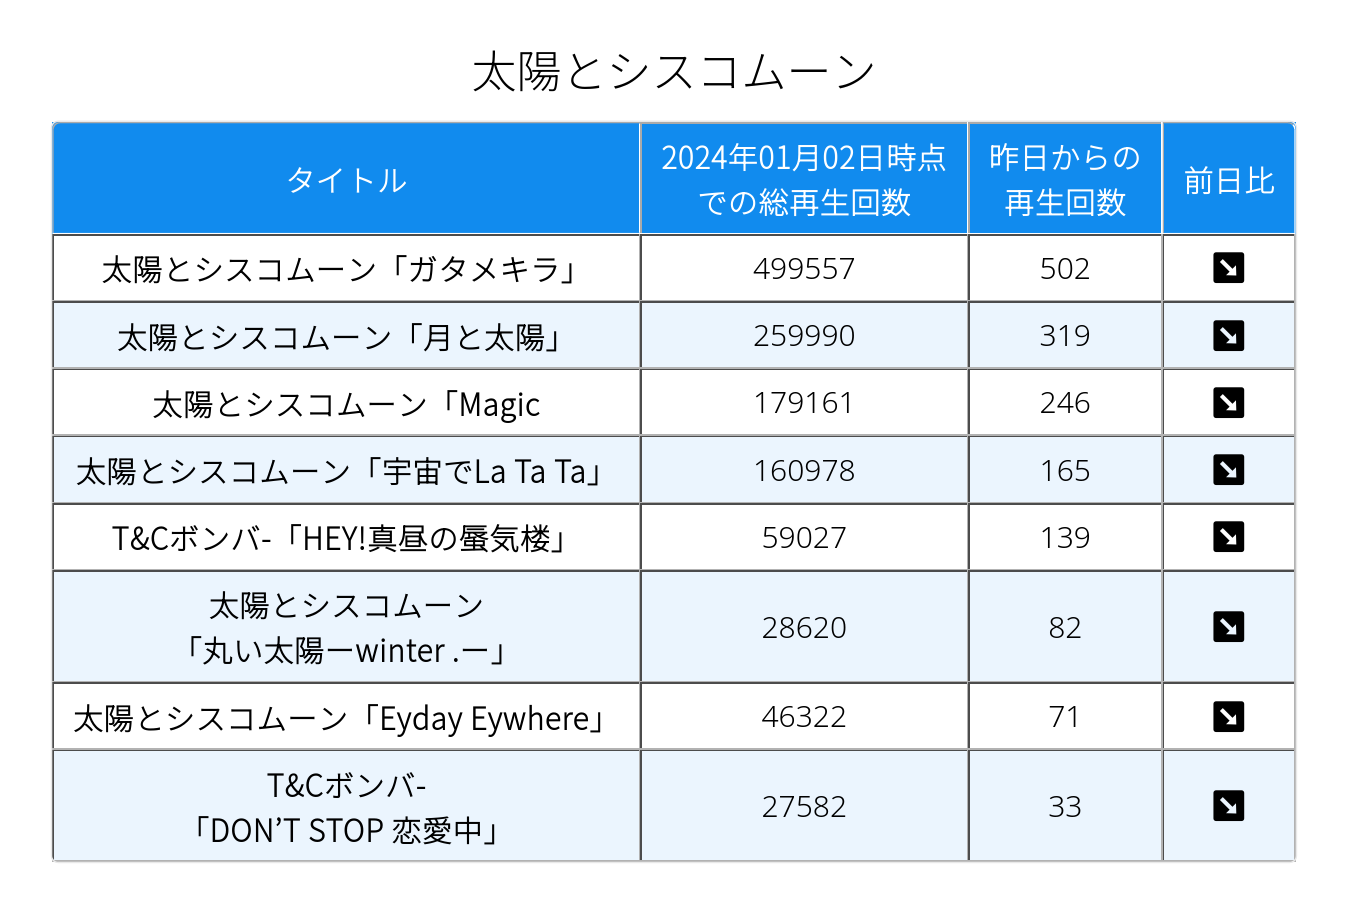 太陽とシスコムーン
タイトル
2024年01月02日時点
での総再生回数
昨日からの
再生回数
前日比
太陽とシスコムーン「ガタメキラ」
499557
502
太陽とシスコムーン「月と太陽」
259990
319
太陽とシスコムーン「Magic
179161
246
太陽とシスコムーン「宇宙でLa Ta Ta」
160978
165
T&Cボンバ-「HEY!真昼の蜃気楼」
59027
139
太陽とシスコムーン
「丸い太陽ーwinter .ー」
28620
82
太陽とシスコムーン「Eyday Eywhere」
46322
71
T&Cボンバ-
「DON’T STOP 恋愛中」
27582
33